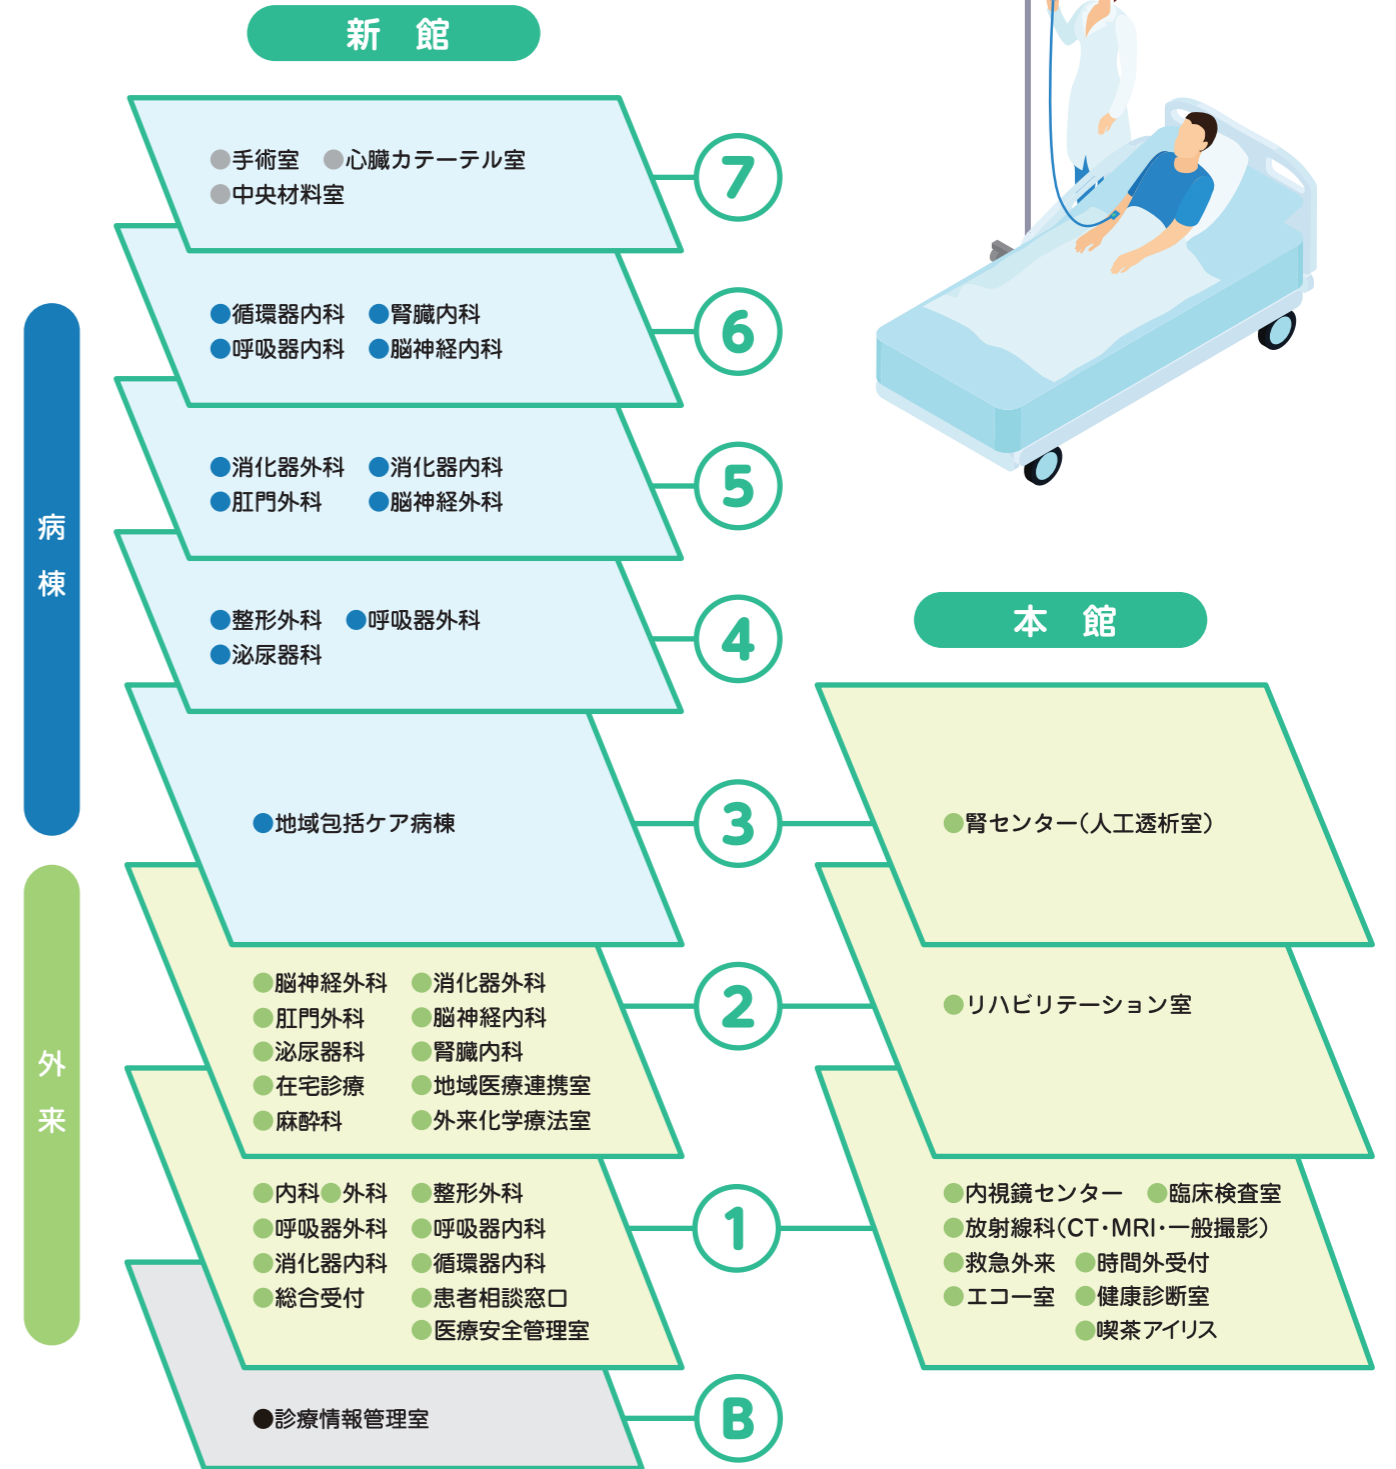 新 館
●手術室 ●心臓カテーテル室
●中央材料室
7
●循環器内科 ●腎臓内科
●呼吸器内科 ●脳神経内科
6
●消化器外科 ●消化器内科
●肛門外科 ●脳神経外科
5
●整形外科 ●呼吸器外科
●泌尿器科
4
●地域包括ケア病棟
3
●脳神経外科 ●消化器外科
●肛門外科 ●脳神経内科
●泌尿器科 ●腎臓内科
●在宅診療 ●地域医療連携室
●麻酔科 ●外来化学療法室
2
●内科●外科 ●整形外科
●呼吸器外科 ●呼吸器内科
●消化器内科 ●循環器内科
●総合受付 ●患者相談窓口
●医療安全管理室
1
●診療情報管理室
B
病棟
外来
本 館
●腎センター(人工透析室)
●リハビリテーション室
●内視鏡センター ●臨床検査室
●放射線科(CT・MRI・一般撮影)
●救急外来 ●時間外受付
●エコー室 ●健康診断室
●喫茶アイリス